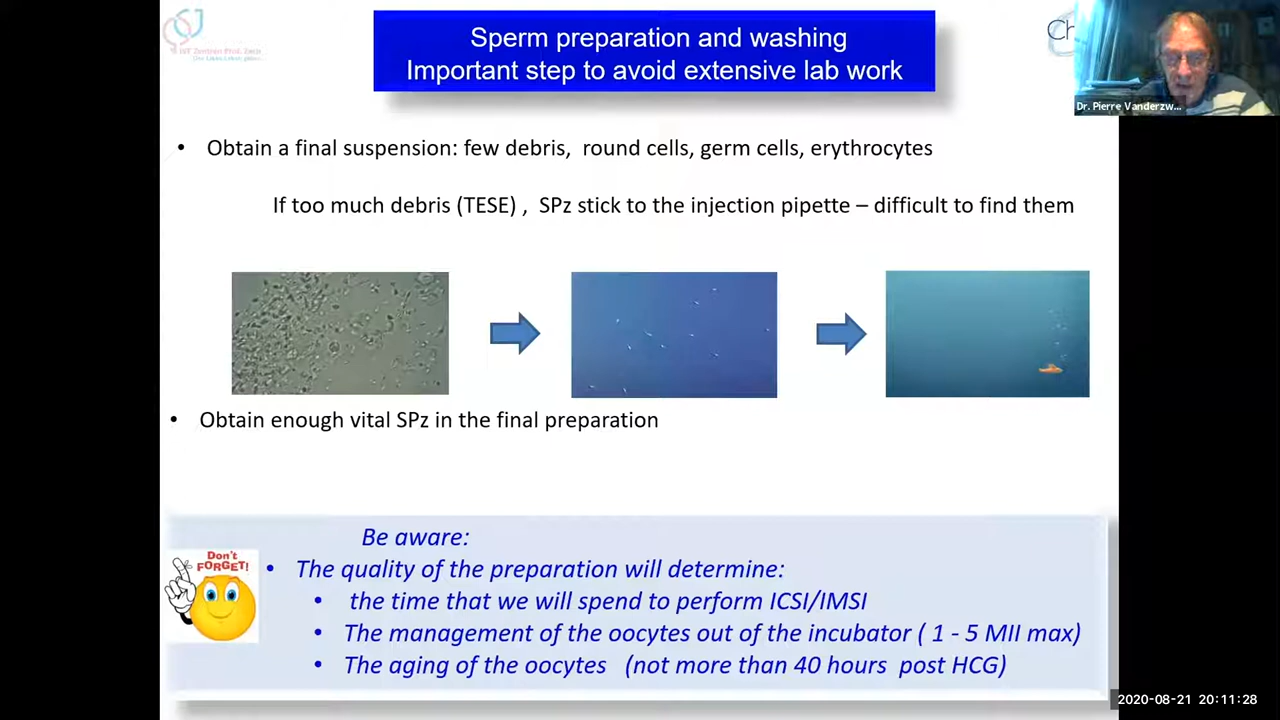 IVF Zentren Prof. Zech
Ch
Sperm preparation and washing
Important step to avoid extensive lab work
Dr. Pierre Vanderzw...
• Obtain a final suspension: few debris, round cells, germ cells, erythrocytes
If too much debris (TESE) , SPz stick to the injection pipette – difficult to find them
• Obtain enough vital SPz in the final preparation
Don't
FORGET!
Be aware:
• The quality of the preparation will determine:
• the time that we will spend to perform ICSI/IMSI
• The management of the oocytes out of the incubator ( 1 - 5 MII max)
• The aging of the oocytes (not more than 40 hours post HCG)
2020-08-21 20:11:28